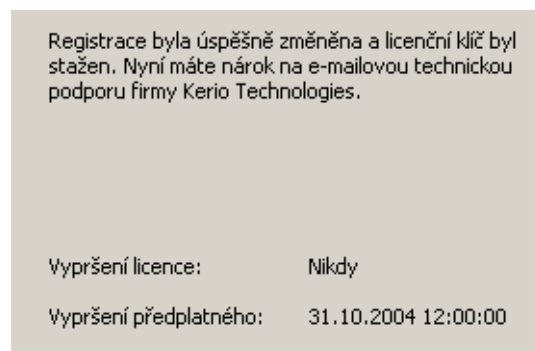 Registrace byla úspěšně změněna a licenční klíč byl
stažen. Nyní máte nárok na e-mailovou technickou
podporu firmy Kerio Technologies.
Vypršení licence: Nikdy
Vypršení předplatného: 31.10.2004 12:00:00